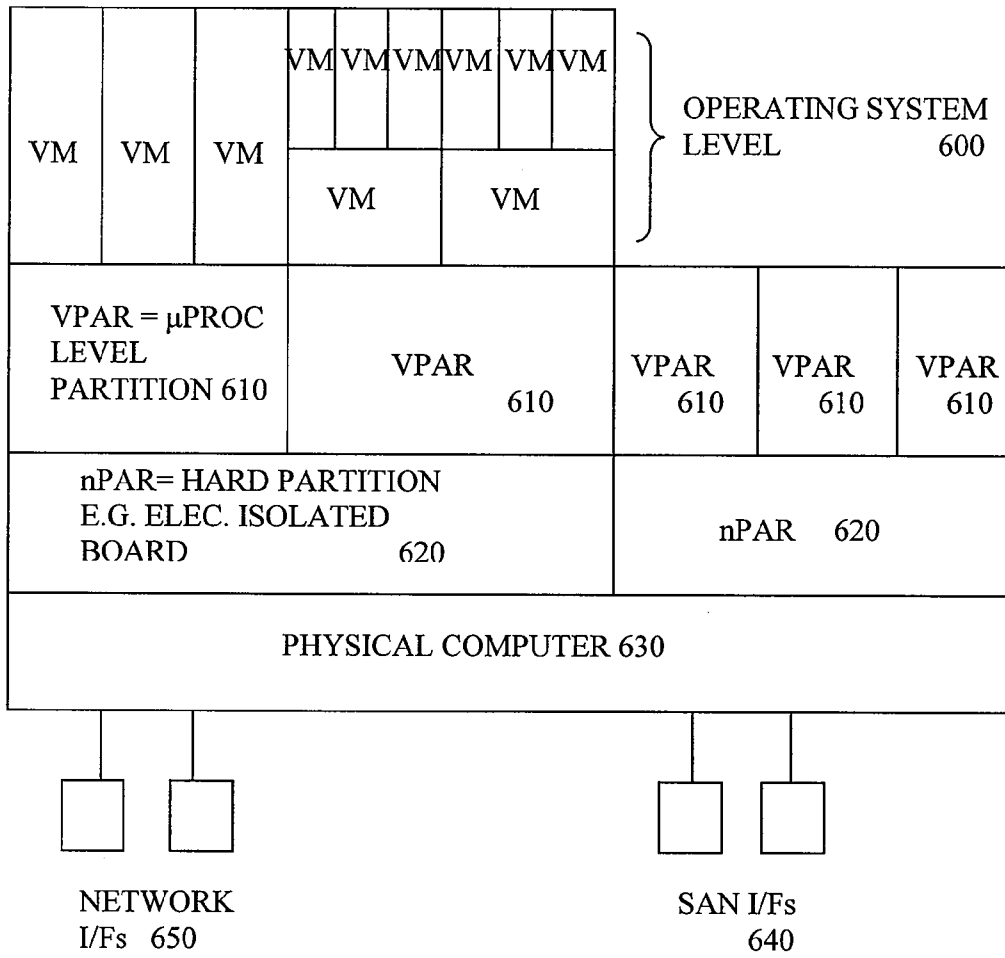 VM VM VM VM VM VM
OPERATING SYSTEM
LEVEL 600
VM VM VM
VM VM
VPAR = µPROC
LEVEL
PARTITION 610
VPAR
610
VPAR
610
VPAR
610
VPAR
610
nPAR= HARD PARTITION
E.G. ELEC. ISOLATED
BOARD 620
nPAR 620
PHYSICAL COMPUTER 630
NETWORK
I/Fs 650
SAN I/Fs
640